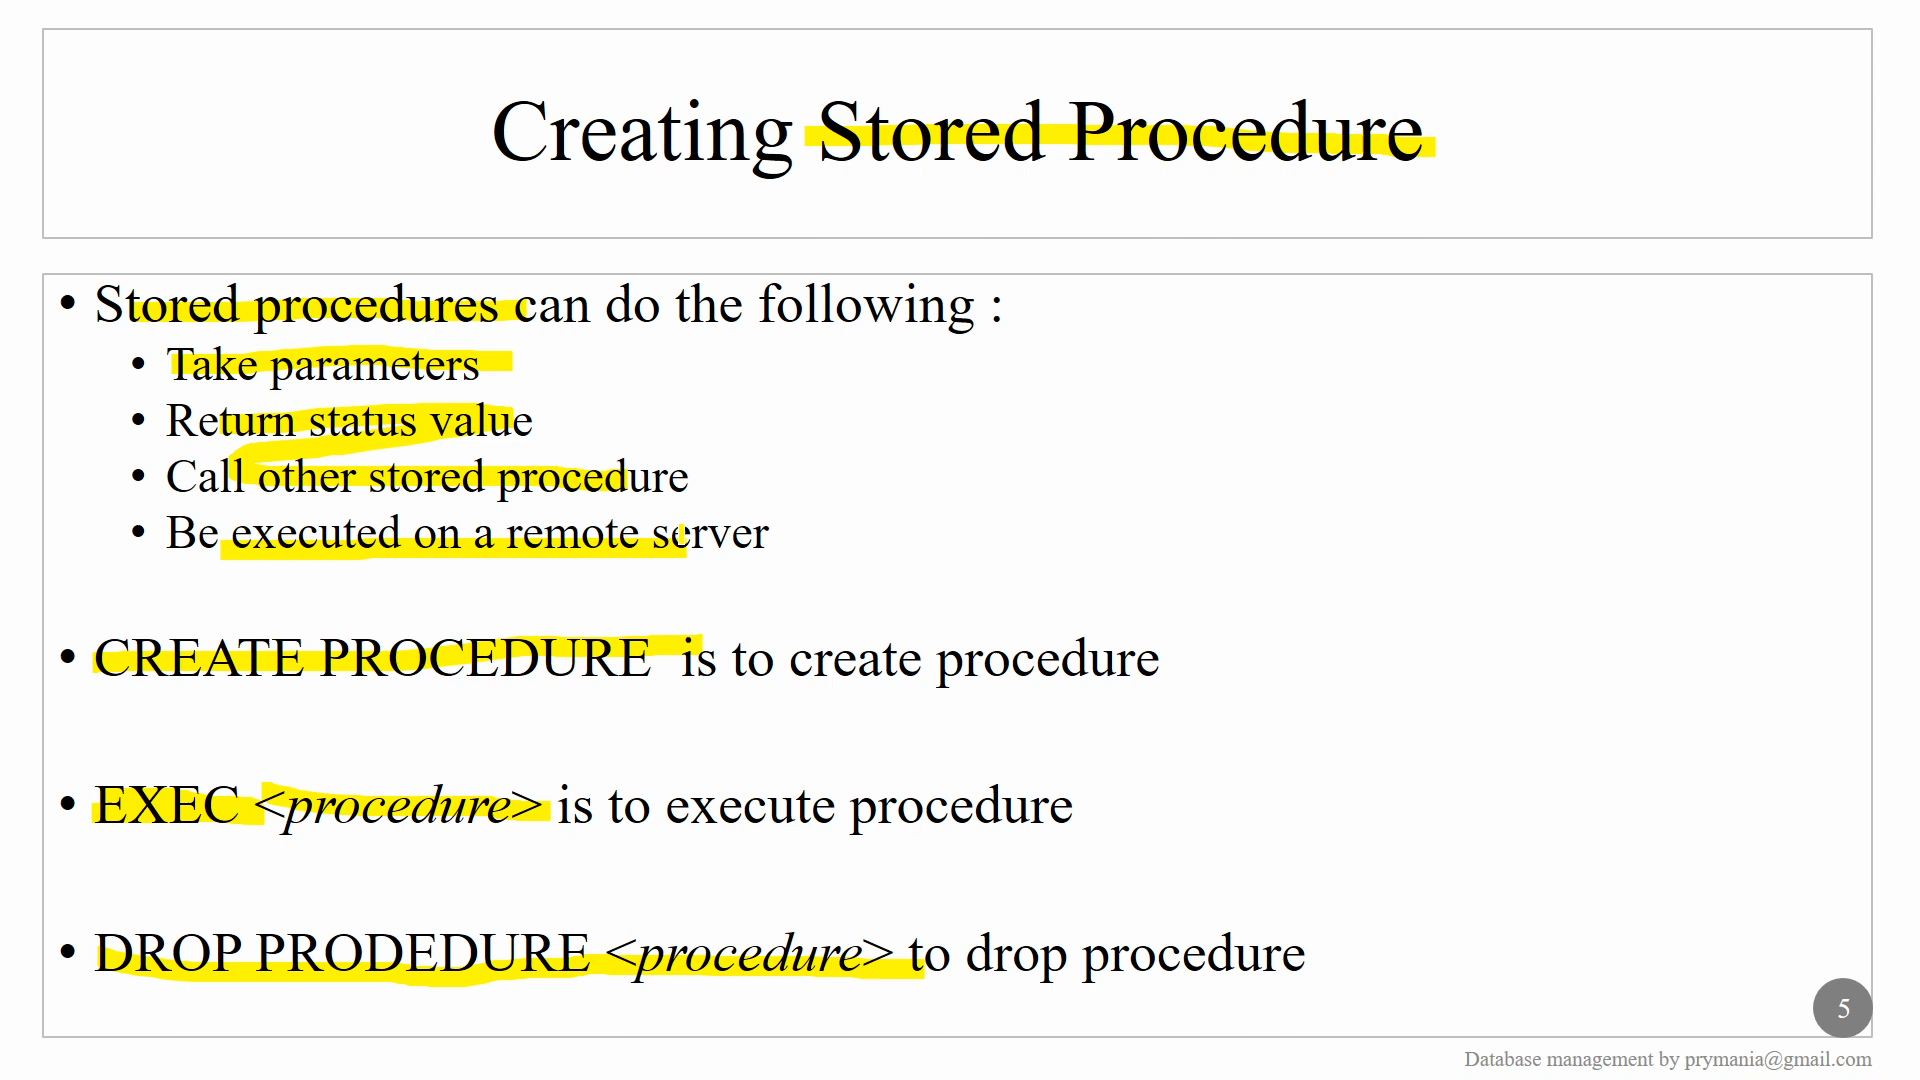 Creating Stored Procedure
• Stored procedures can do the following :
• Take parameters
• Return status value
• Call other stored procedure
• Be executed on a remote server
• CREATE PROCEDURE  is to create procedure
• EXEC <procedure> is to execute procedure
• DROP PRODEDURE <procedure> to drop procedure
5
Database management by prymania@gmail.com